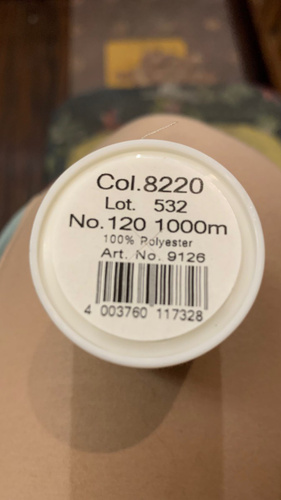 Col.8220
Lot. 532
No.120 1000m
100% Polyester
Art. No. 9126
4 003760 117328